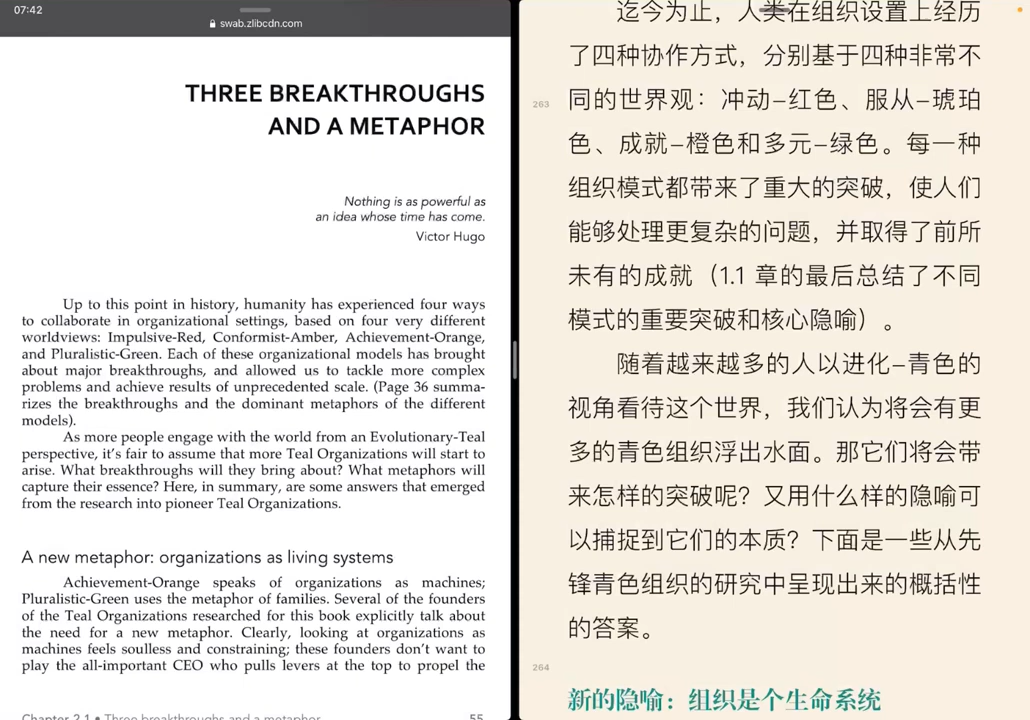 07:42
swab.zlibcdn.com
THREE BREAKTHROUGHS
AND A METAPHOR
Nothing is as powerful as
an idea whose time has come.
Victor Hugo
Up to this point in history, humanity has experienced four ways
to collaborate in organizational settings, based on four very different
worldviews: Impulsive-Red, Conformist-Amber, Achievement-Orange,
and Pluralistic-Green. Each of these organizational models has brought
about major breakthroughs, and allowed us to tackle more complex
problems and achieve results of unprecedented scale. (Page 36 summa-
rizes the breakthroughs and the dominant metaphors of the different
models).
As more people engage with the world from an Evolutionary-Teal
perspective, it's fair to assume that more Teal Organizations will start to
arise. What breakthroughs will they bring about? What metaphors will
capture their essence? Here, in summary, are some answers that emerged
from the research into pioneer Teal Organizations.
A new metaphor: organizations as living systems
Achievement-Orange speaks of organizations as machines;
Pluralistic-Green uses the metaphor of families. Several of the founders
of the Teal Organizations researched for this book explicitly talk about
the need for a new metaphor. Clearly, looking at organizations as
machines feels soulless and constraining; these founders don't want to
play the all-important CEO who pulls levers at the top to propel the
Chapter 2.1 • Three breakthroughs and a metaphor 55
迄今为止，人类在组织设置上经历
了四种协作方式，分别基于四种非常不
263
同的世界观：冲动–红色、服从–琥珀
色、成就–橙色和多元–绿色。每一种
组织模式都带来了重大的突破，使人们
能够处理更复杂的问题，并取得了前所
未有的成就（1.1 章的最后总结了不同
模式的重要突破和核心隐喻）。
随着越来越多的人以进化–青色的
视角看待这个世界，我们认为将会有更
多的青色组织浮出水面。那它们将会带
来怎样的突破呢？又用什么样的隐喻可
以捕捉到它们的本质？下面是一些从先
锋青色组织的研究中呈现出来的概括性
的答案。
264
新的隐喻：组织是个生命系统